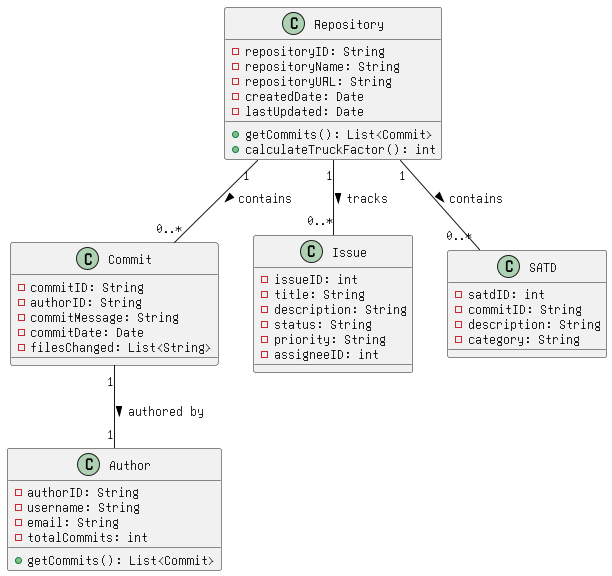 C Repository
repositoryID: String
repositoryName: String
repositoryURL: String
createdDate: Date
lastUpdated: Date
getCommits(): List<Commit>
calculateTruckFactor(): int
1 1 1
contains tracks contains
0..* 0..* 0..*
C Commit
commitID: String
authorID: String
commitMessage: String
commitDate: Date
filesChanged: List<String>
C Issue
issueID: int
title: String
description: String
status: String
priority: String
assigneeID: int
C SATD
satdID: int
commitID: String
description: String
category: String
1
authored by
1
C Author
authorID: String
username: String
email: String
totalCommits: int
getCommits(): List<Commit>